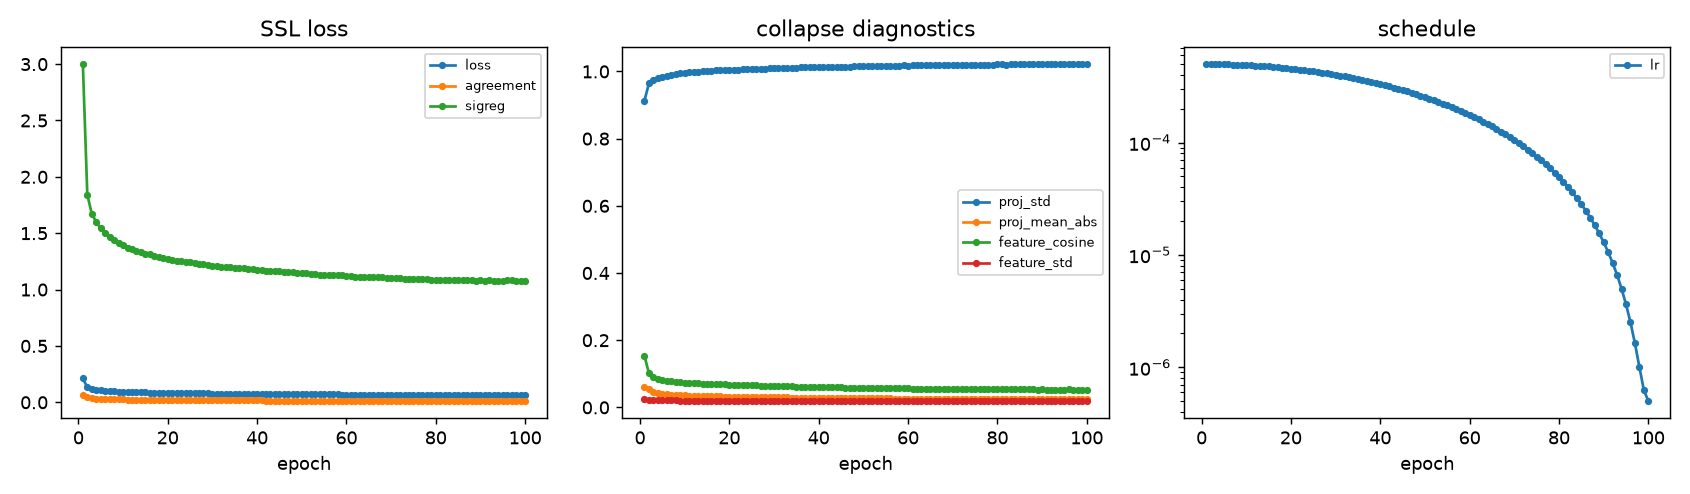 SSL loss
3.0
2.5
2.0
1.5
1.0
0.5
0.0
0 20 40 60 80 100
epoch
loss
agreement
sigreg
collapse diagnostics
1.0
0.8
0.6
0.4
0.2
0.0
0 20 40 60 80 100
epoch
proj_std
proj_mean_abs
feature_cosine
feature_std
schedule
10⁻⁴
10⁻⁵
10⁻⁶
0 20 40 60 80 100
epoch
lr